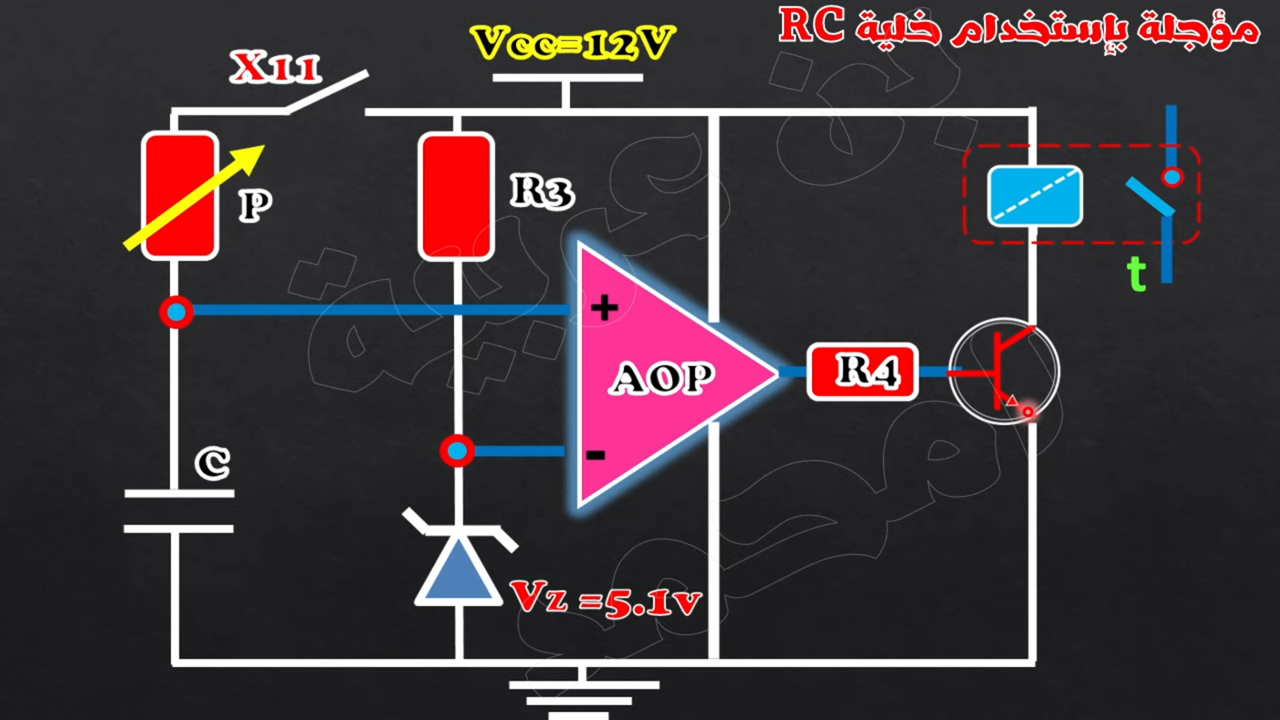 مؤجلة بإستخدام خلية RC
Vcc=12V
X11
P
R3
+
AOP
R4
t
-
C
Vz =5.1v